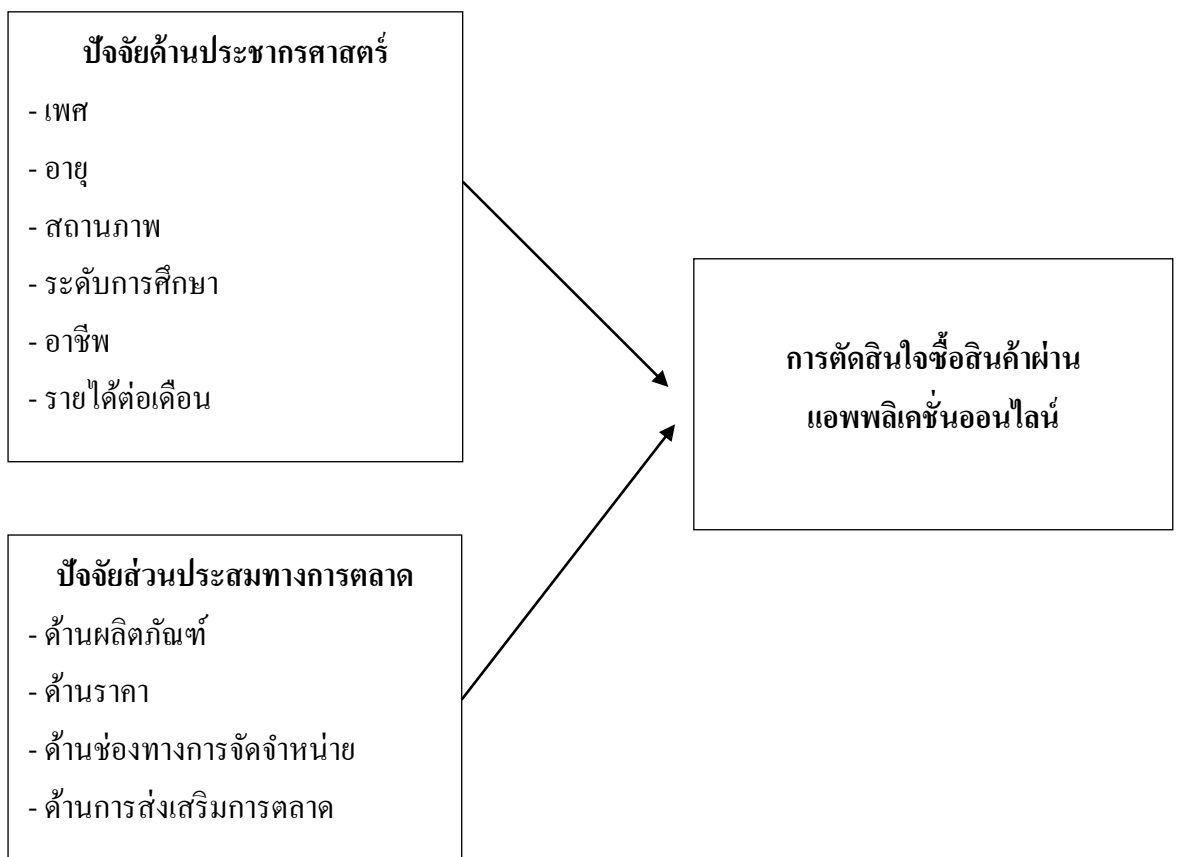 ปัจจัยด้านประชากรศาสตร์
- เพศ
- อายุ
- สถานภาพ
- ระดับการศึกษา
- อาชีพ
- รายได้ต่อเดือน
การตัดสินใจซื้อสินค้าผ่าน
แอพพลิเคชั่นออนไลน์
ปัจจัยส่วนประสมทางการตลาด
- ด้านผลิตภัณฑ์
- ด้านราคา
- ด้านช่องทางการจัดจำหน่าย
- ด้านการส่งเสริมการตลาด